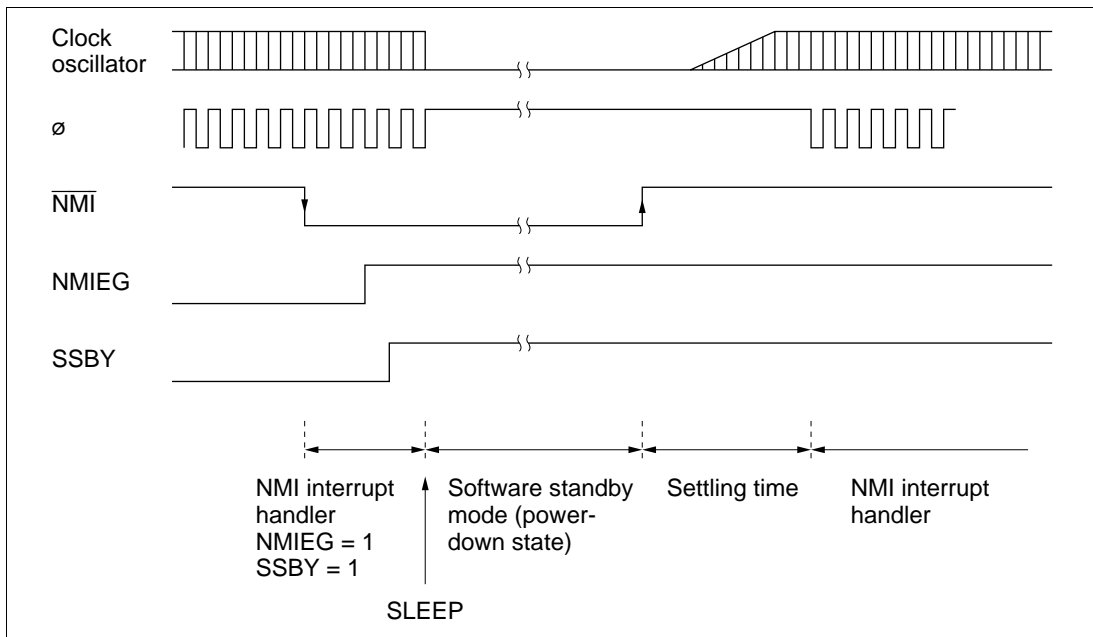 Clock
oscillator
ø
NMI
NMIEG
SSBY
NMI interrupt
handler
NMIEG = 1
SSBY = 1
Software standby
mode (power-
down state)
Settling time
NMI interrupt
handler
SLEEP